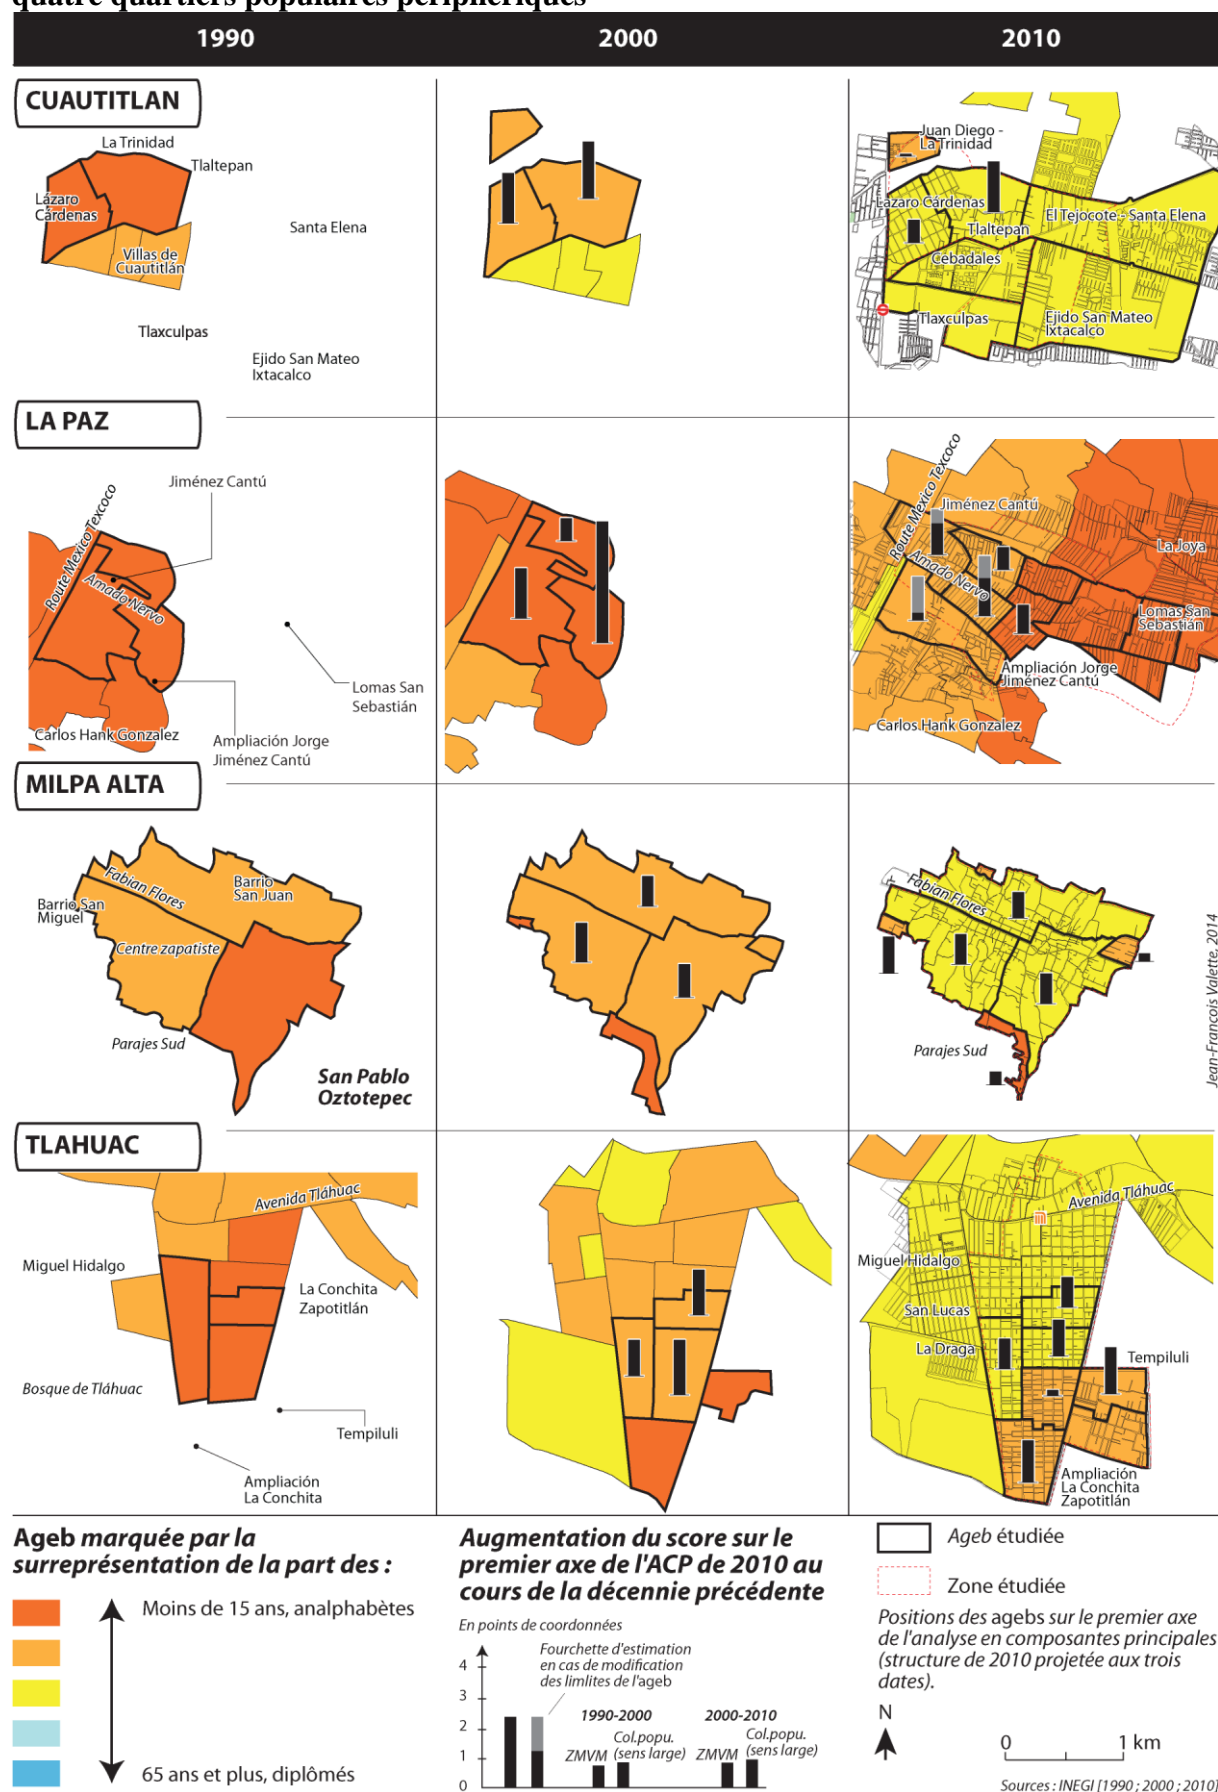 quatre quartiers populaires périphériques
1990
2000
2010
CUAUTITLAN
La Trinidad
Tlaltepan
Lázaro
Cárdenas
Santa Elena
Villas de
Cuautitlán
Tlaxculpas
Ejido San Mateo
Ixtacalco
Juan Diego -
La Trinidad
Lázaro Cárdenas
Tlaltepan
El Tejocote - Santa Elena
Cebadales
Tlaxculpas
Ejido San Mateo
Ixtacalco
LA PAZ
Jiménez Cantú
Route Mexico Texcoco
Amado Nervo
Lomas San
Sebastián
Carlos Hank Gonzalez
Ampliación Jorge
Jiménez Cantú
Route Mexico Texcoco
Jiménez Cantú
Amado Nervo
La Joya
Lomas San
Sebastián
Ampliación Jorge
Jiménez Cantú
Carlos Hank Gonzalez
MILPA ALTA
Fabian Flores
Barrio
San Juan
Barrio San
Miguel
Centre zapatiste
Parajes Sud
San Pablo
Oztotepec
Fabian Flores
Parajes Sud
Jean-Francois Valette, 2014
TLAHUAC
Avenida Tláhuac
Miguel Hidalgo
La Conchita
Zapotitlán
Bosque de Tláhuac
Tempiluli
Ampliación
La Conchita
Avenida Tláhuac
Miguel Hidalgo
San Lucas
La Draga
Tempiluli
Ampliación
La Conchita
Zapotitlán
Ageb marquée par la
surreprésentation de la part des :
Moins de 15 ans, analphabètes
65 ans et plus, diplômés
Augmentation du score sur le
premier axe de l'ACP de 2010 au
cours de la décennie précédente
En points de coordonnées
Fourchette d'estimation
en cas de modification
des limlites de l'ageb
4
3
2
1
0
1990-2000
ZMVM
Col.popu.
(sens large)
2000-2010
ZMVM
Col.popu.
(sens large)
Ageb étudiée
Zone étudiée
Positions des agebs sur le premier axe
de l'analyse en composantes principales
(structure de 2010 projetée aux trois
dates).
N
0 1 km
Sources : INEGI [1990 ; 2000 ; 2010]